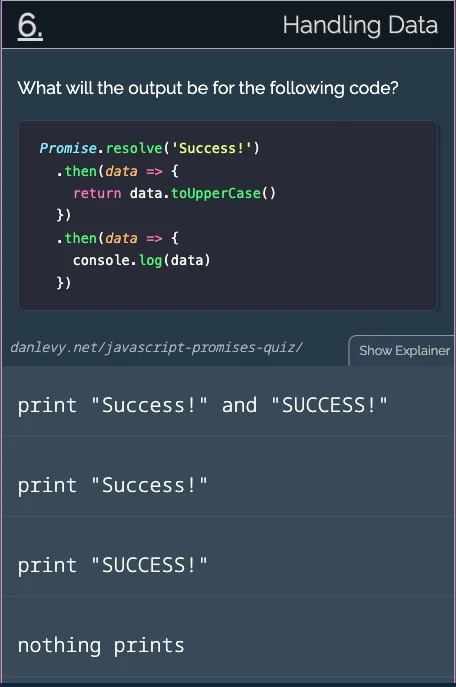 6.
Handling Data
What will the output be for the following code?
Promise.resolve('Success!')
.then(data => {
return data.toUpperCase()
})
.then(data => {
console.log(data)
})
danlevy.net/javascript-promises-quiz/
Show Explainer
print "Success!" and "SUCCESS!"
print "Success!"
print "SUCCESS!"
nothing prints